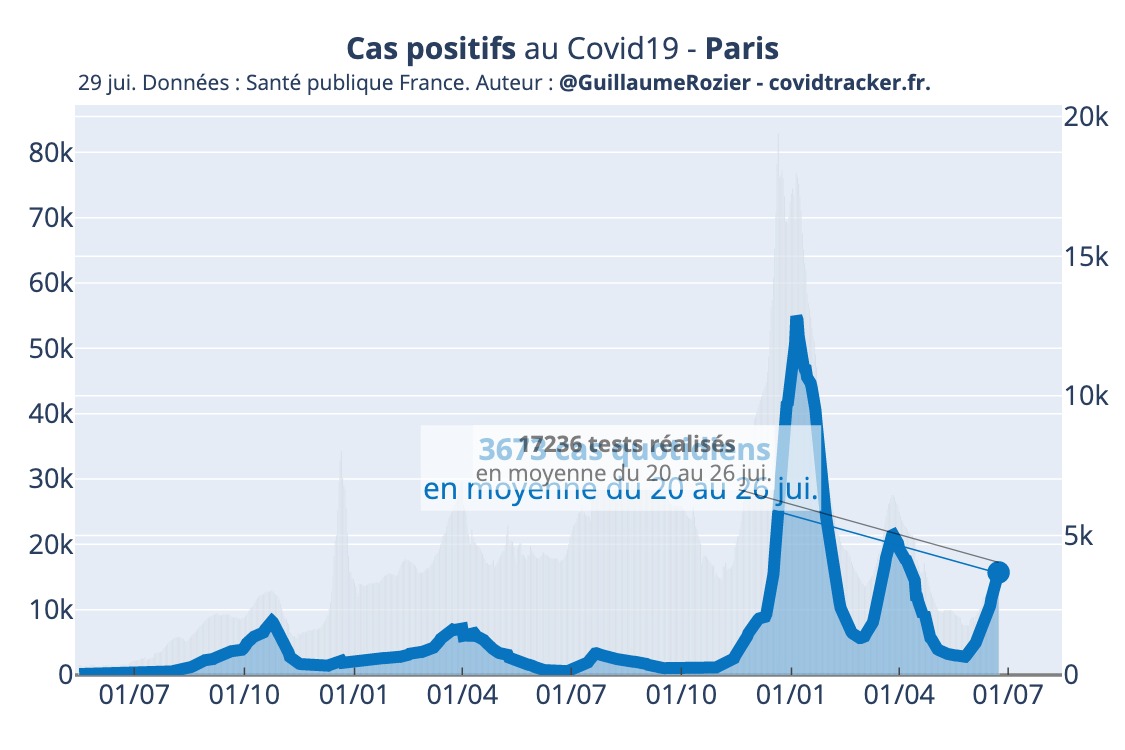 Cas positifs au Covid19 - Paris
29 jui. Données : Santé publique France. Auteur : @GuillaumeRozier - covidtracker.fr.
20k
80k
70k
15k
60k
50k
10k
40k
17236 tests réalisés
3673 cas quotidiens
en moyenne du 20 au 26 jui.
en moyenne du 20 au 26 jui.
30k
5k
20k
10k
0
0
01/07 01/10 01/01 01/04 01/07 01/10 01/01 01/04 01/07